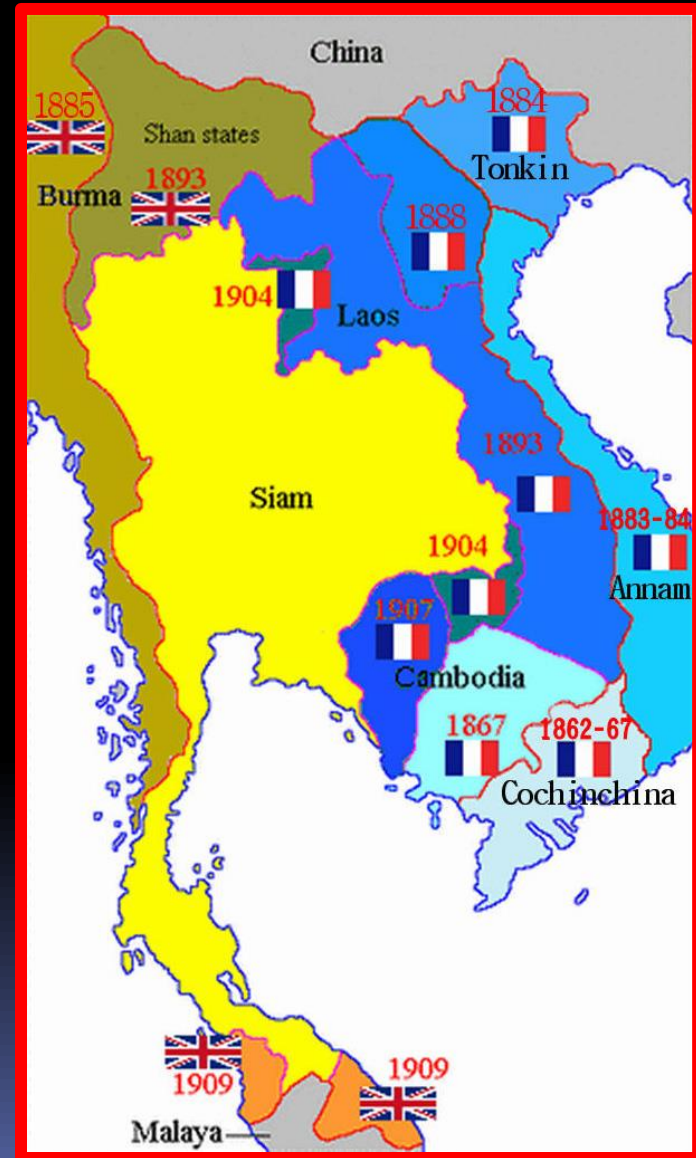 China
1885
1884
Shan states
Tonkin
1893
Burma
1888
1904
Laos
1893
Siam
1883-84
1904
Annam
1907
Cambodia
1867
1862-67
Cochinchina
1909
1909
Malaya